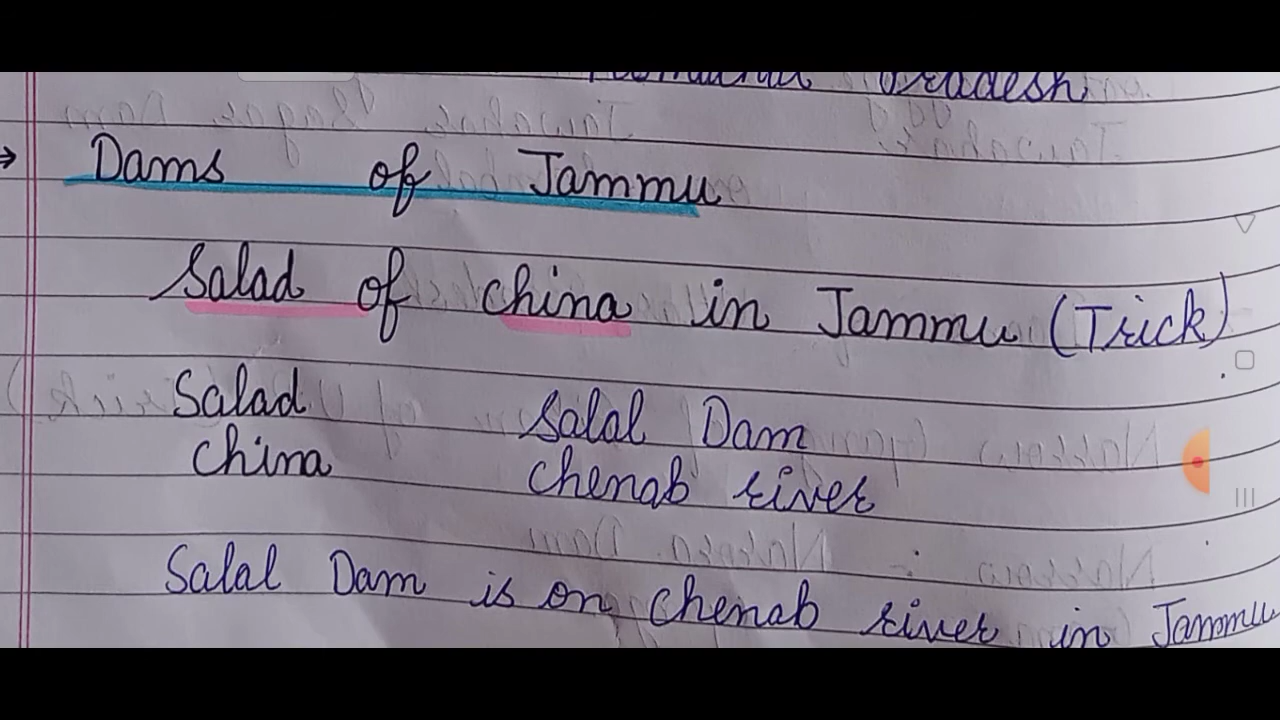 Pradesh
→ Dams of Jammu
Salad of China in Jammu (Trick)
Salad Salal Dam
China Chenab river
Salal Dam is on Chenab river in Jammu